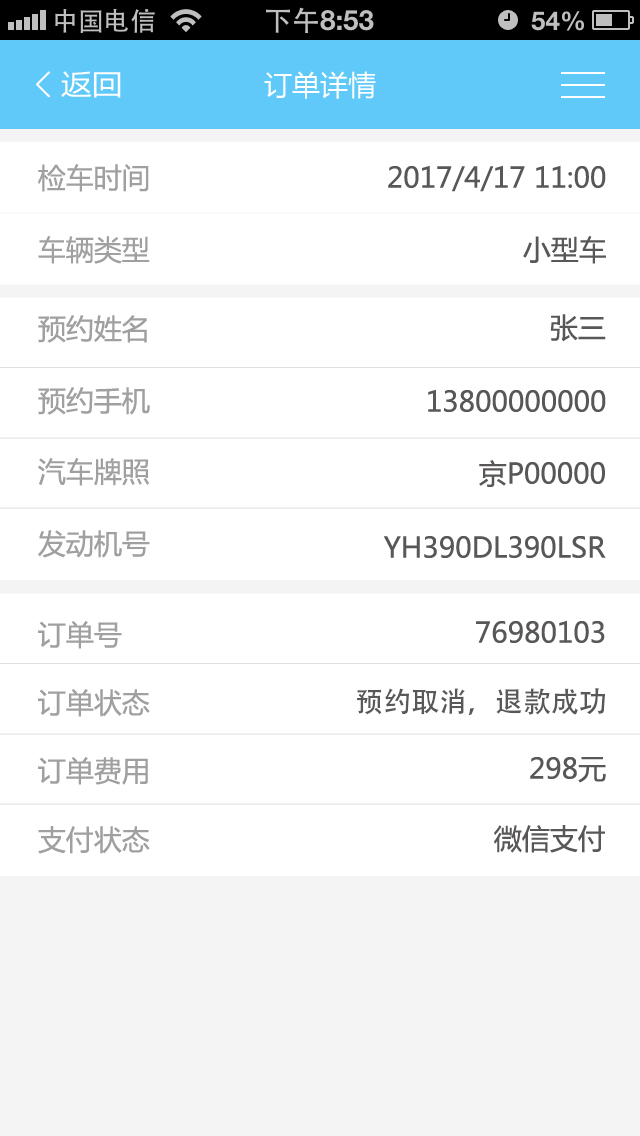 中国电信 下午8:53 54%
返回 订单详情
检车时间 2017/4/17 11:00
车辆类型 小型车
预约姓名 张三
预约手机 13800000000
汽车牌照 京P00000
发动机号 YH390DL390LSR
订单号 76980103
订单状态 预约取消，退款成功
订单费用 298元
支付状态 微信支付